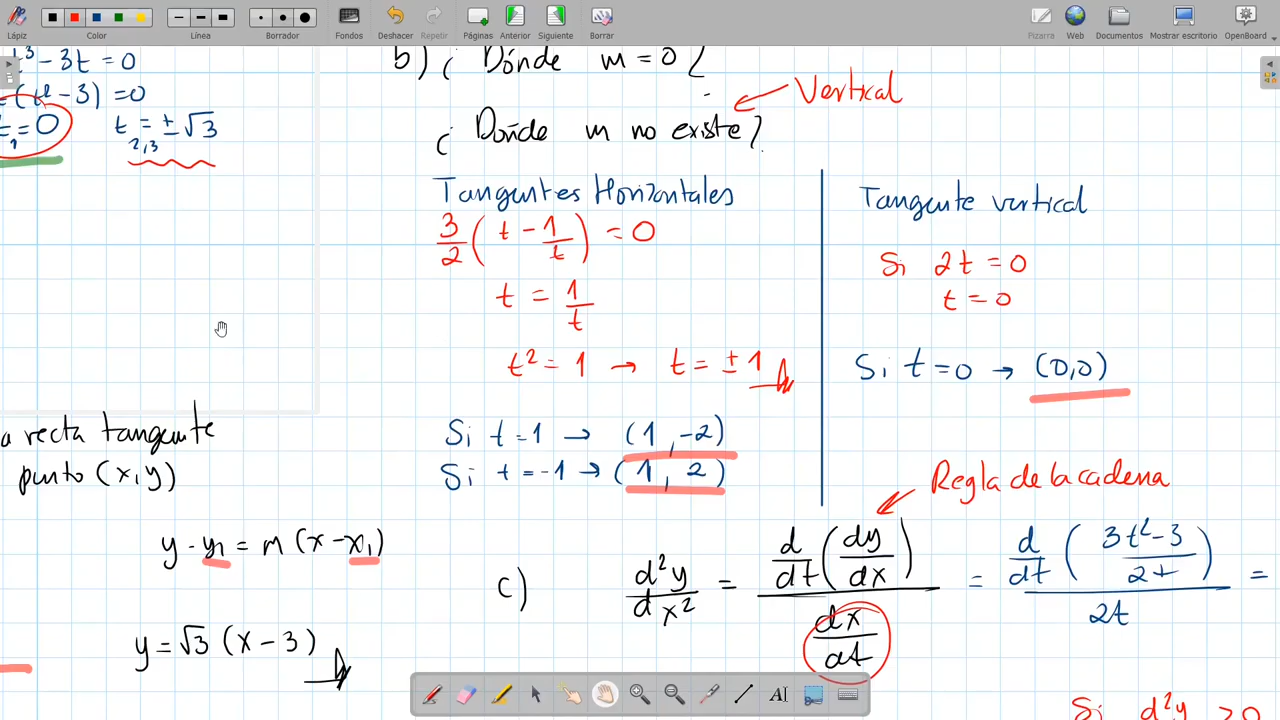 Lápiz Color Línea Borrador Fondos Deshacer Repetir Páginas Anterior Siguiente Borrar Pizarra Web Documentos Mostrar escritorio OpenBoard
t³ - 3t = 0
(t² - 3) = 0
t₁ = 0 t₂,₃ = ± √3
b) ¿ Dónde m = 0 ?
Vertical
¿ Donde m no existe?
Tangentes Horizontales
3/2 ( t - 1/t ) = 0
t = 1/t
t² = 1 → t = ± 1
Si t = 1 → (1, -2)
Si t = -1 → (1, 2)
Tangente vertical
Si 2t = 0
t = 0
Si t = 0 → (0,0)
a recta tangente
punto (x,y)
y - y₁ = m (x - x₁)
y = √3 (x - 3)
Regla de la cadena
c) d²y/dx² = d/dt (dy/dx) / dx/dt = d/dt ( 3t² - 3 / 2t ) / 2t =
Si d²y > 0